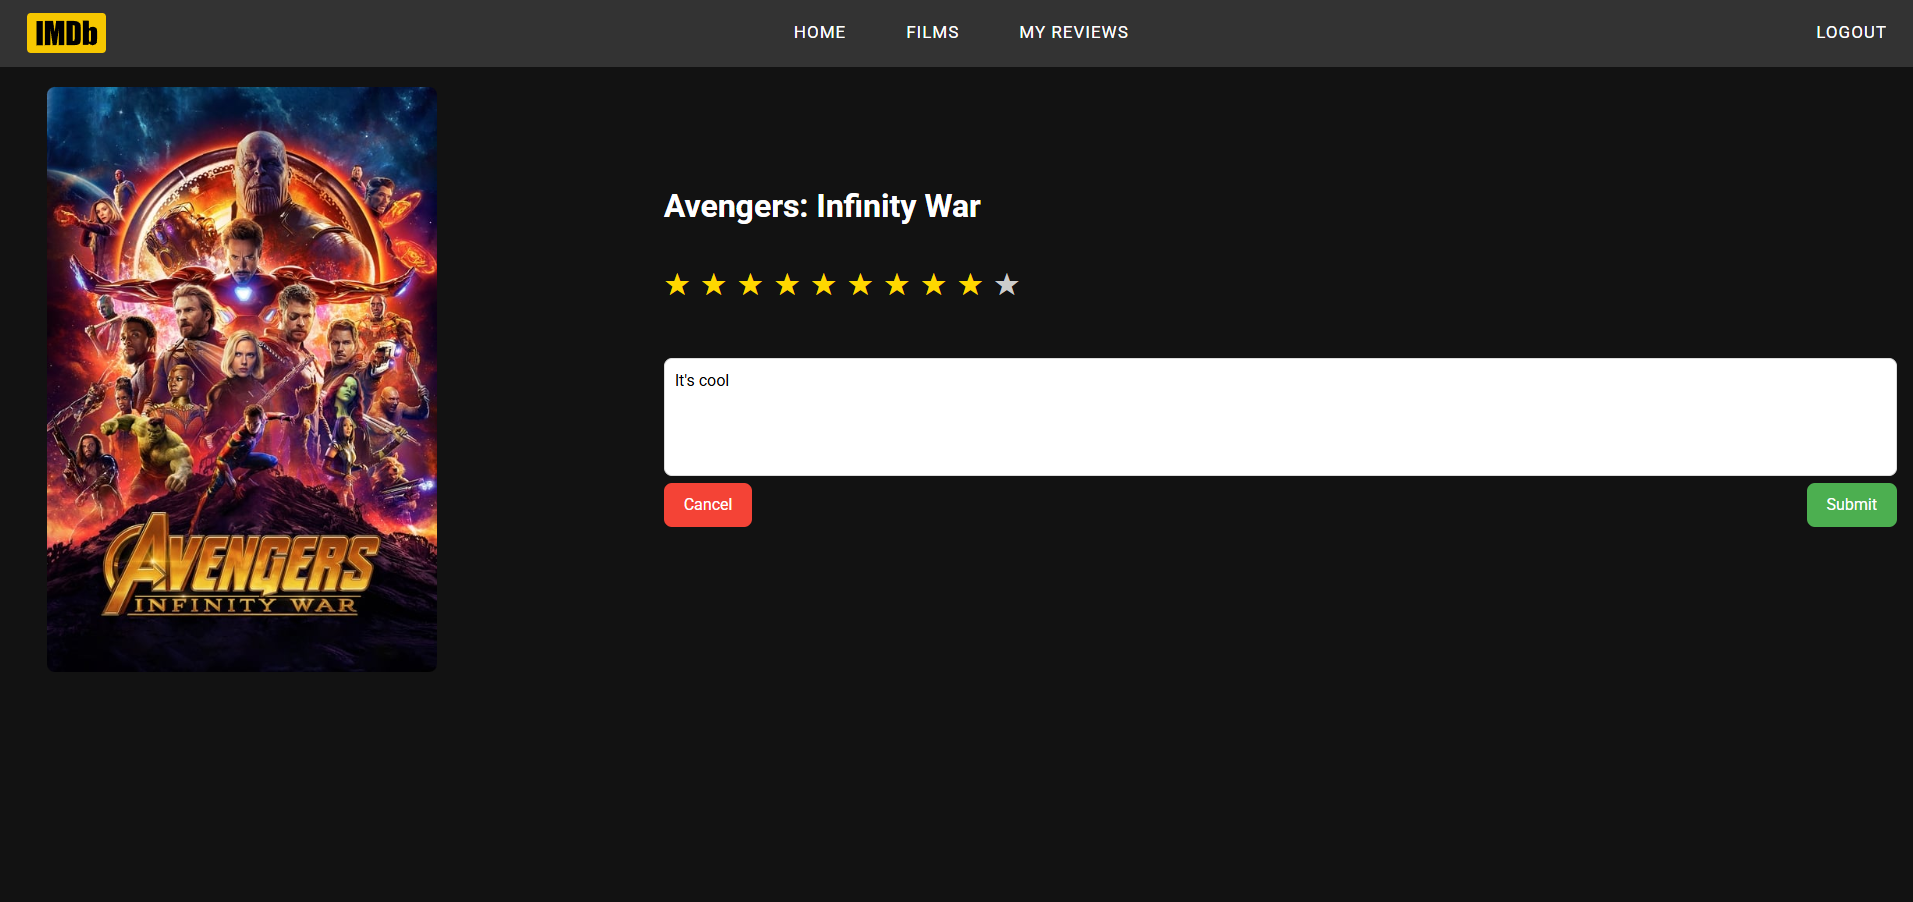 IMDb
HOME FILMS MY REVIEWS LOGOUT
Avengers: Infinity War
It's cool
Cancel Submit
AVENGERS
INFINITY WAR